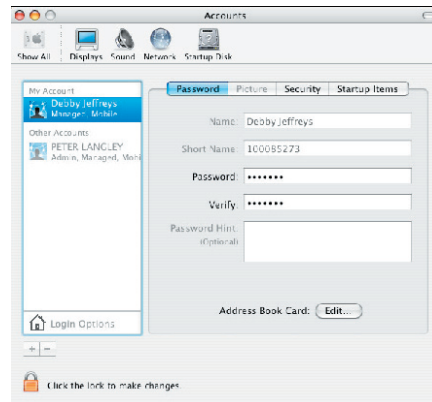 Accounts
Show All Displays Sound Network Startup Disk
My Account
Debby Jeffreys
Managed, Mobile
Other Accounts
PETER LANGLEY
Admin, Managed, Mobi
Login Options
+ −
Password Picture Security Startup Items
Name: Debby Jeffreys
Short Name: 100085273
Password: •••••••
Verify: •••••••
Password Hint:
(Optional)
Address Book Card: Edit...
Click the lock to make changes.